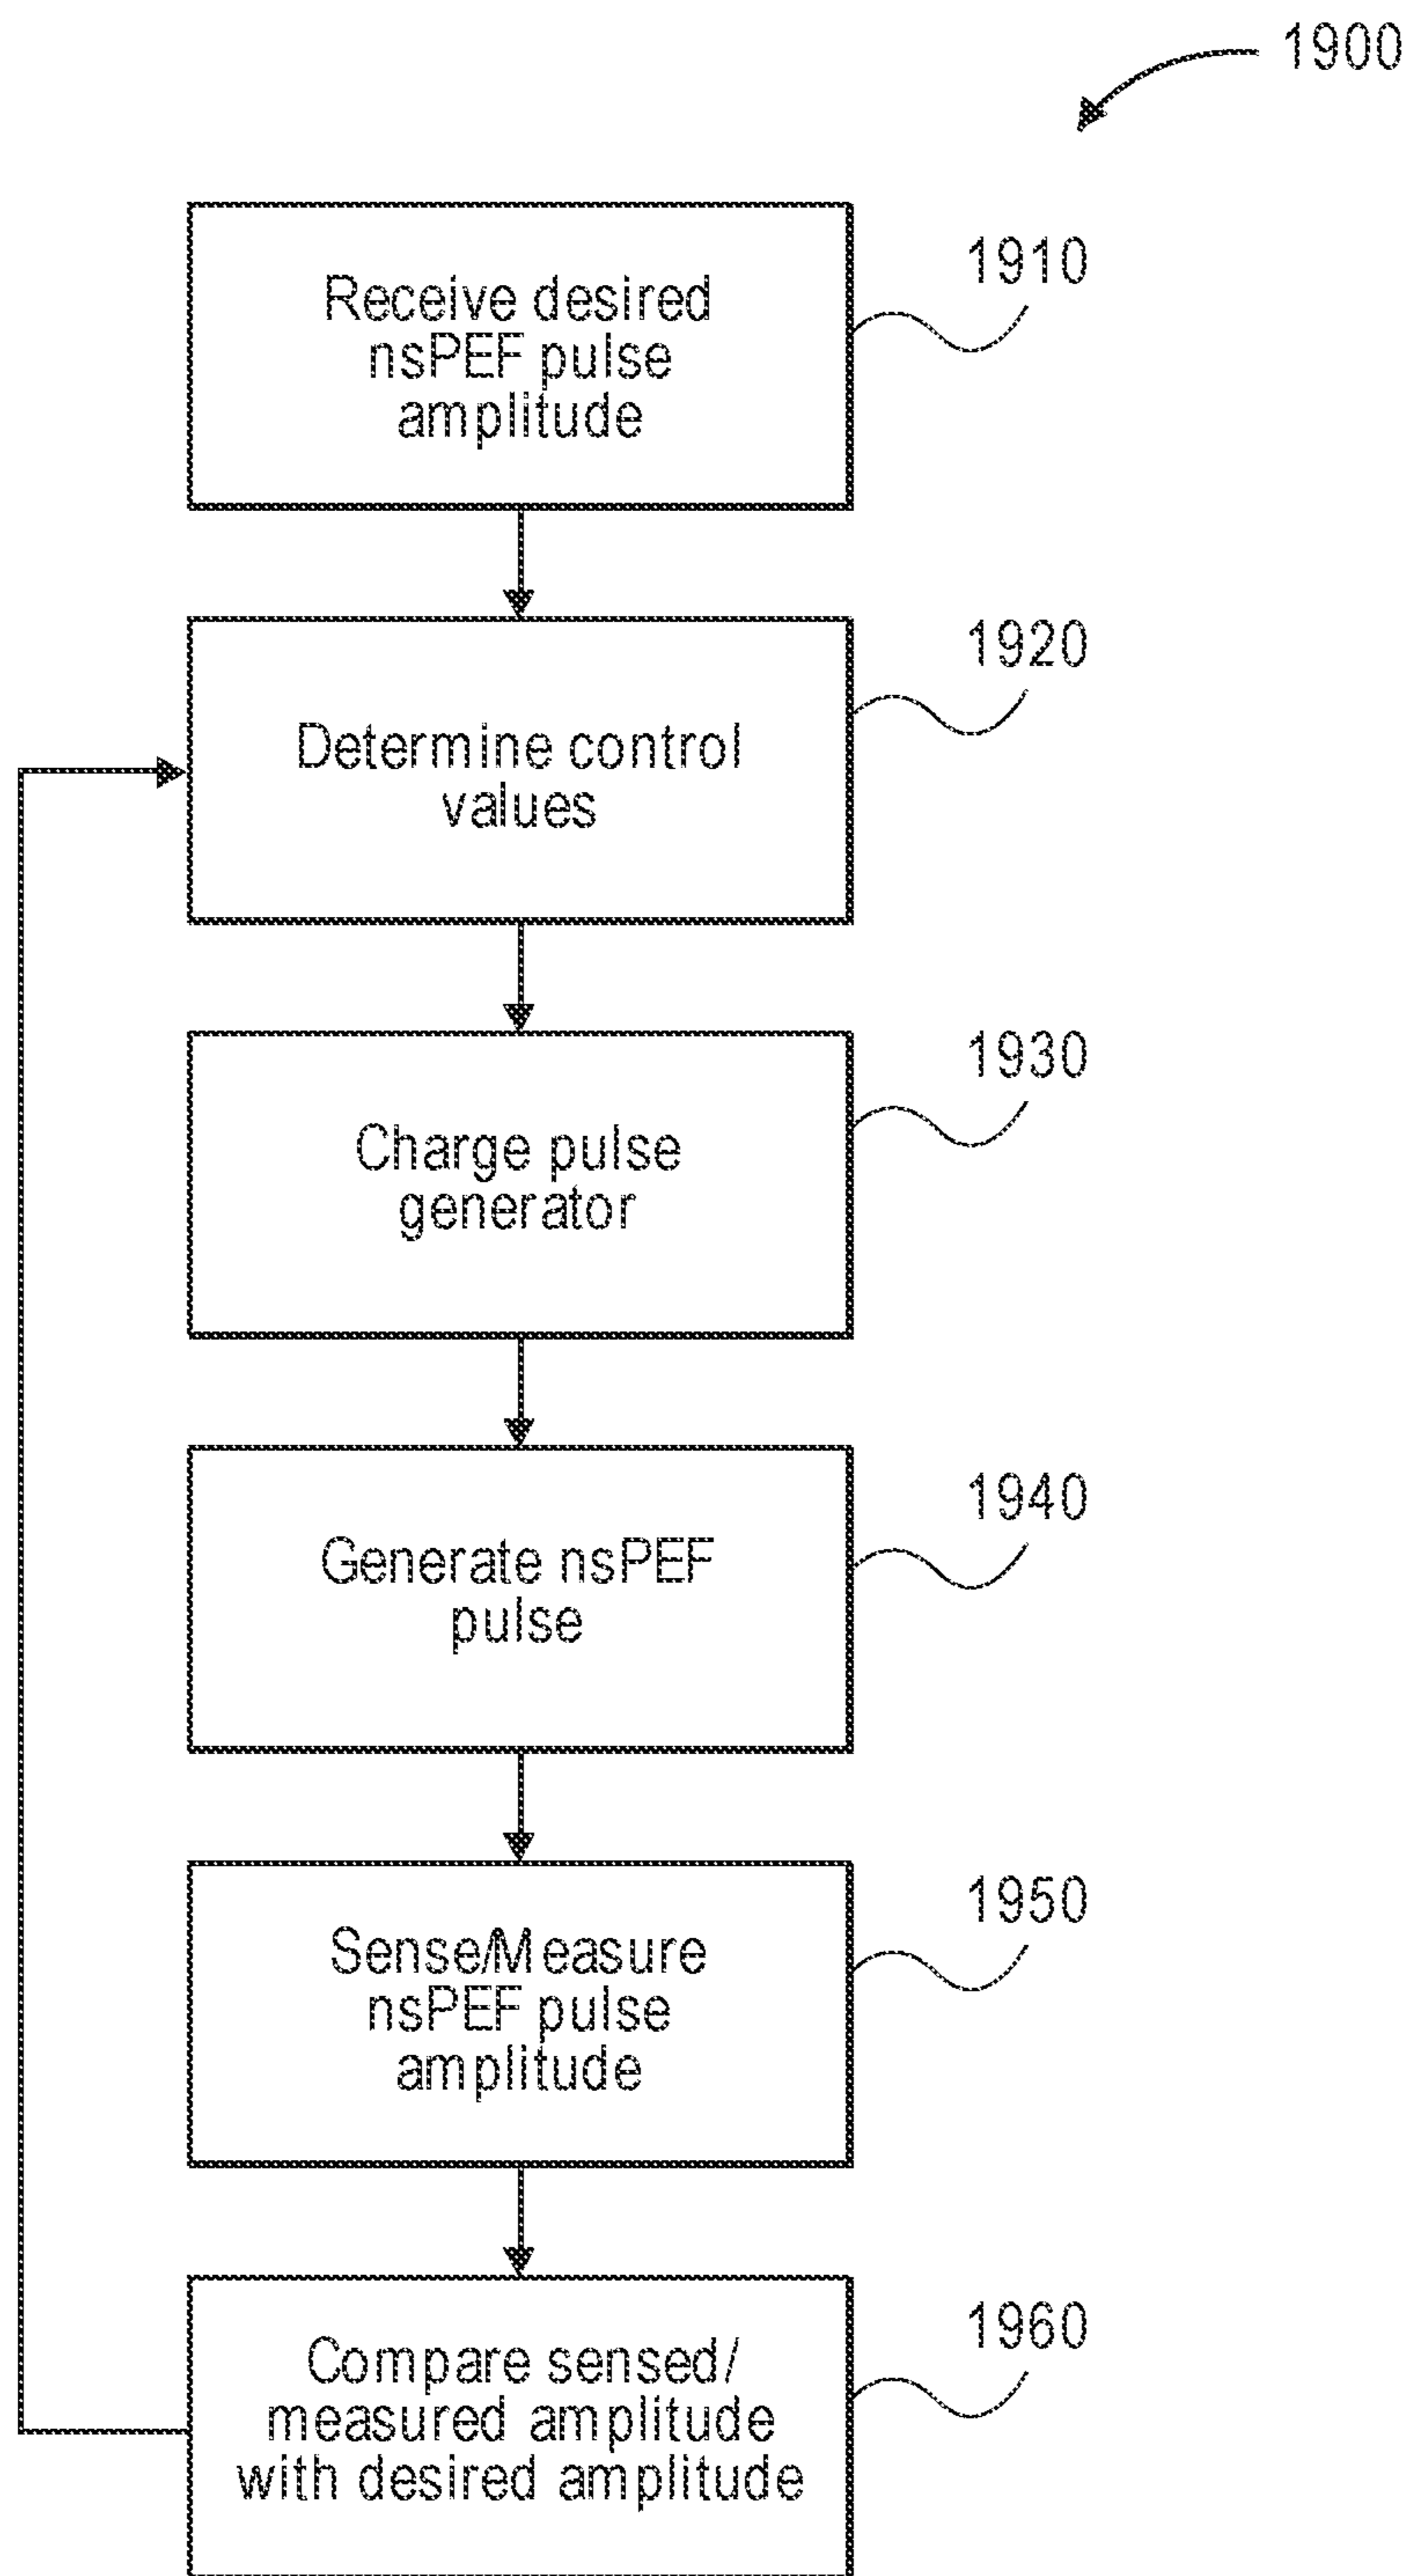 1900
Receive desired
nsPEF pulse
amplitude
1910
Determine control
values
1920
Charge pulse
generator
1930
Generate nsPEF
pulse
1940
Sense/Measure
nsPEF pulse
amplitude
1950
Compare sensed/
measured amplitude
with desired amplitude
1960